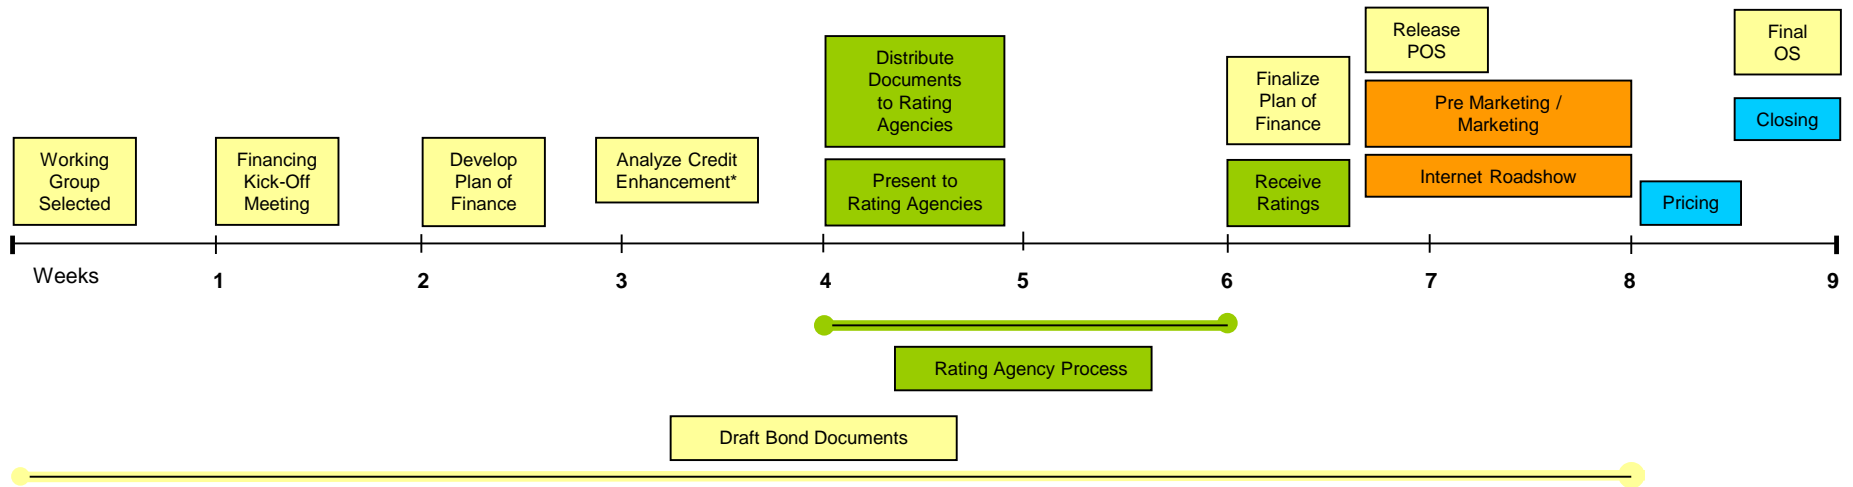 Working
Group
Selected
Financing
Kick-Off
Meeting
Develop
Plan of
Finance
Analyze Credit
Enhancement*
Distribute
Documents
to Rating
Agencies
Present to
Rating Agencies
Finalize
Plan of
Finance
Receive
Ratings
Release
POS
Pre Marketing /
Marketing
Internet Roadshow
Pricing
Final
OS
Closing
Weeks 1 2 3 4 5 6 7 8 9
Rating Agency Process
Draft Bond Documents